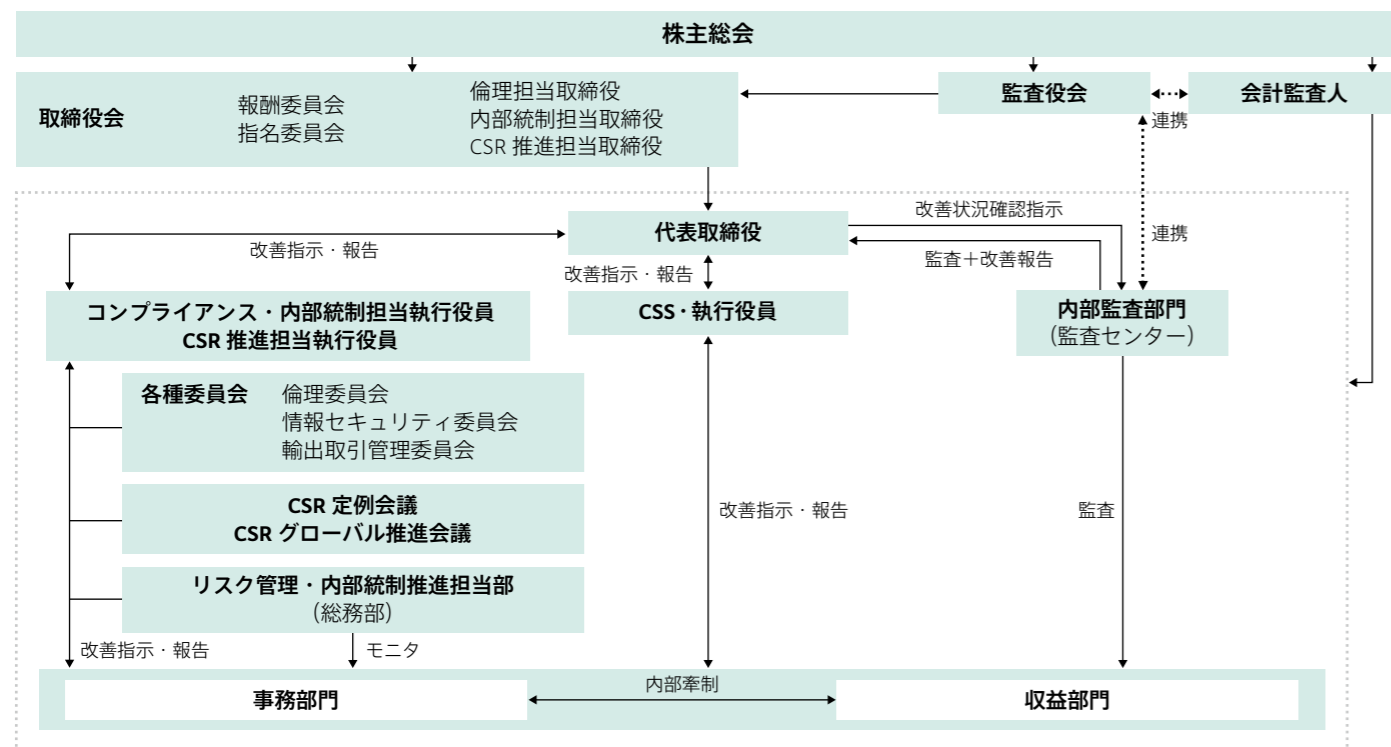 株主総会
取締役会
報酬委員会
指名委員会
倫理担当取締役
内部統制担当取締役
CSR 推進担当取締役
監査役会
会計監査人
連携
代表取締役
改善状況確認指示
監査＋改善報告
連携
改善指示・報告
改善指示・報告
コンプライアンス・内部統制担当執行役員
CSR 推進担当執行役員
CSS・執行役員
内部監査部門
（監査センター）
各種委員会
倫理委員会
情報セキュリティ委員会
輸出取引管理委員会
CSR 定例会議
CSR グローバル推進会議
改善指示・報告
監査
リスク管理・内部統制推進担当部
（総務部）
改善指示・報告
モニタ
事務部門
内部牽制
収益部門